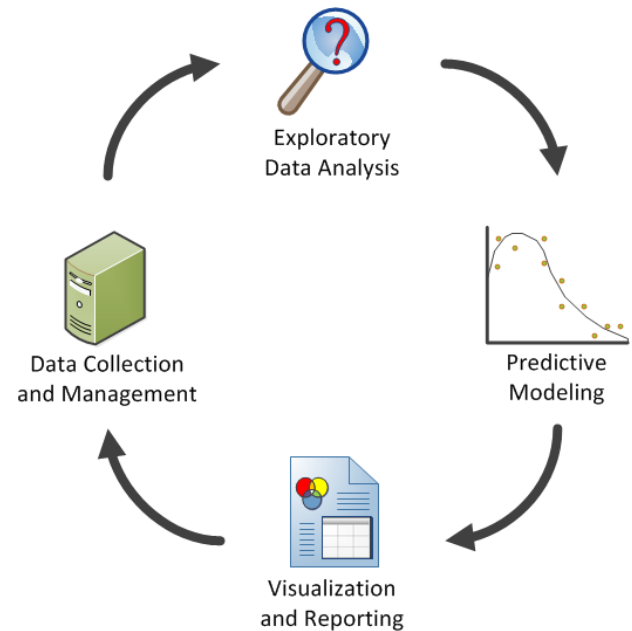 ?
Exploratory
Data Analysis
Data Collection
and Management
Predictive
Modeling
Visualization
and Reporting